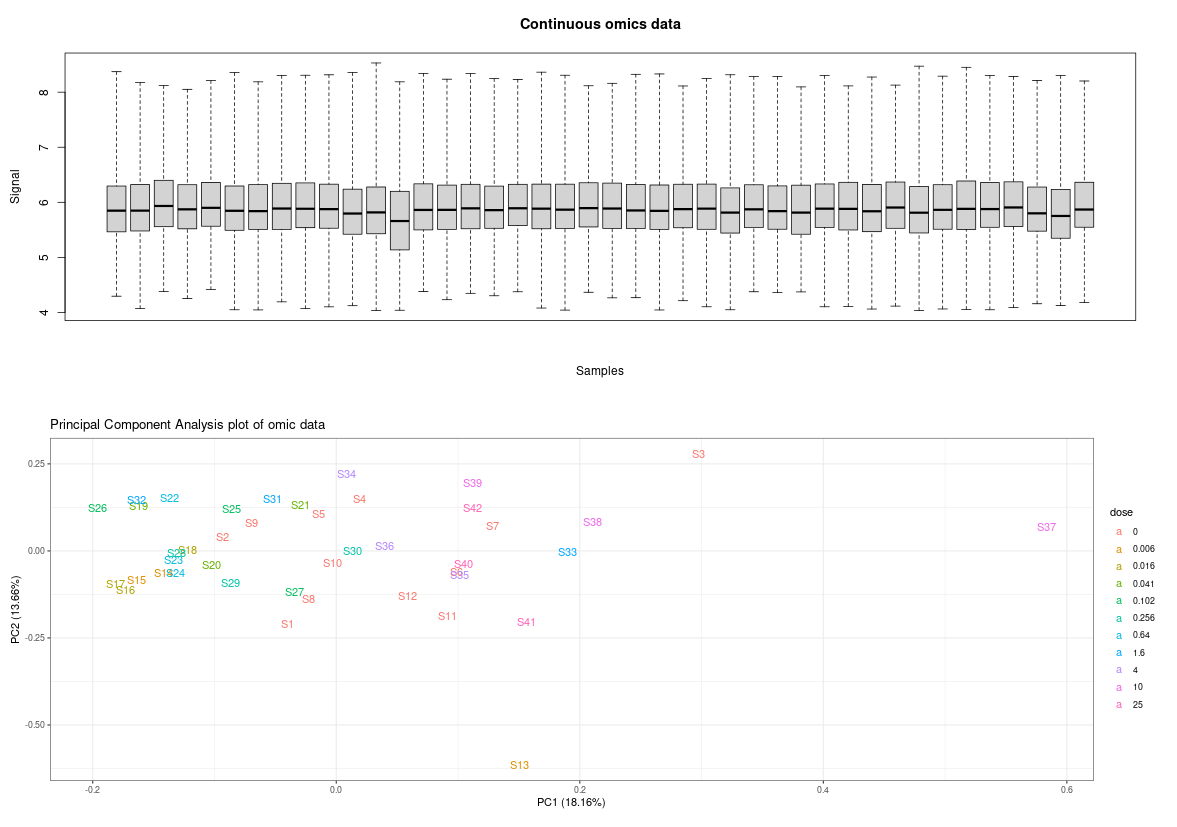 Continuous omics data
Signal
8
7
6
5
4
Samples
Principal Component Analysis plot of omic data
PC2 (13.66%)
0.25
0.00
-0.25
-0.50
S3
S34
S39
S32
S22
S31
S4
S26
S19
S25
S21
S42
S5
S9
S7
S38
S37
S2
S36
S18
S30
S33
S23
S10
S40
S20
S35
S24
S15
S17
S29
S16
S27
S8
S12
S11
S1
S41
S13
-0.2
0.0
0.2
0.4
0.6
PC1 (18.16%)
dose
a 0
a 0.006
a 0.016
a 0.041
a 0.102
a 0.256
a 0.64
a 1.6
a 4
a 10
a 25